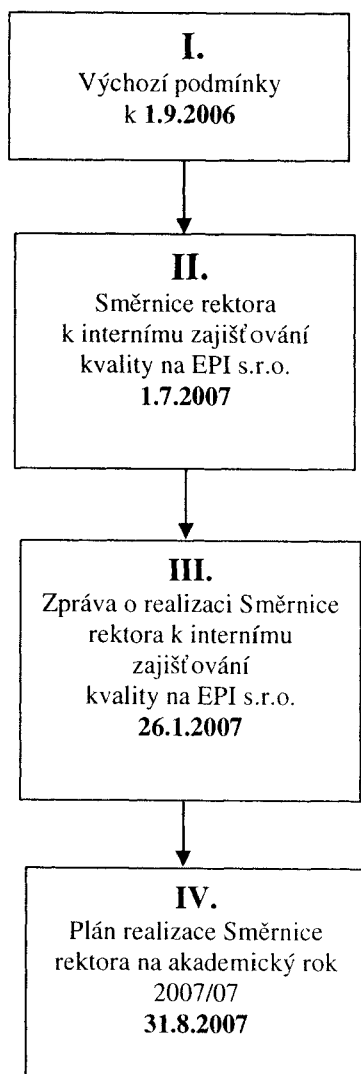 I.
Výchozí podmínky
k 1.9.2006
II.
Směrnice rektora
k internímu zajišťování
kvality na EPI s.r.o.
1.7.2007
III.
Zpráva o realizaci Směrnice
rektora k internímu
zajišťování
kvality na EPI s.r.o.
26.1.2007
IV.
Plán realizace Směrnice
rektora na akademický rok
2007/07
31.8.2007